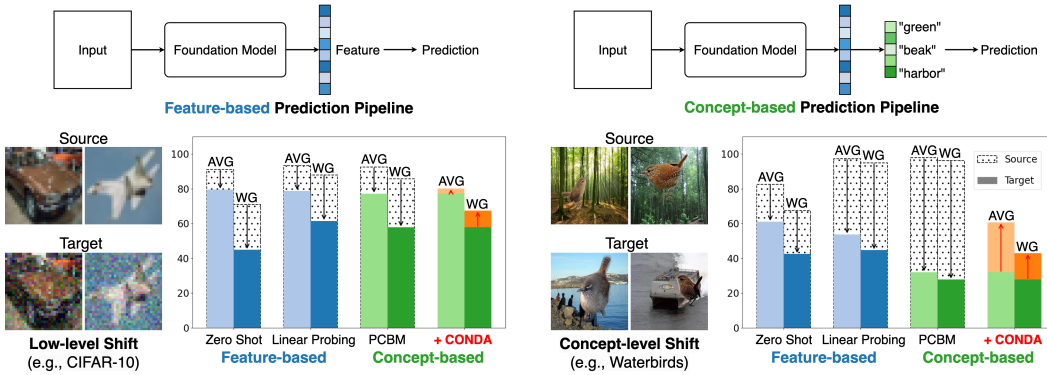 Input
Foundation Model
Feature
Prediction
Feature-based Prediction Pipeline
Source
Target
Low-level Shift
(e.g., CIFAR-10)
100
80
60
40
20
0
AVG
WG
AVG
WG
AVG
WG
AVG
WG
Zero Shot
Linear Probing
PCBM
+ CONDA
Feature-based
Concept-based
Input
Foundation Model
"green"
"beak"
"harbor"
Prediction
Concept-based Prediction Pipeline
Source
Target
Concept-level Shift
(e.g., Waterbirds)
100
80
60
40
20
0
AVG
WG
AVG
WG
AVG
WG
AVG
WG
Source
Target
Zero Shot
Linear Probing
PCBM
+ CONDA
Feature-based
Concept-based